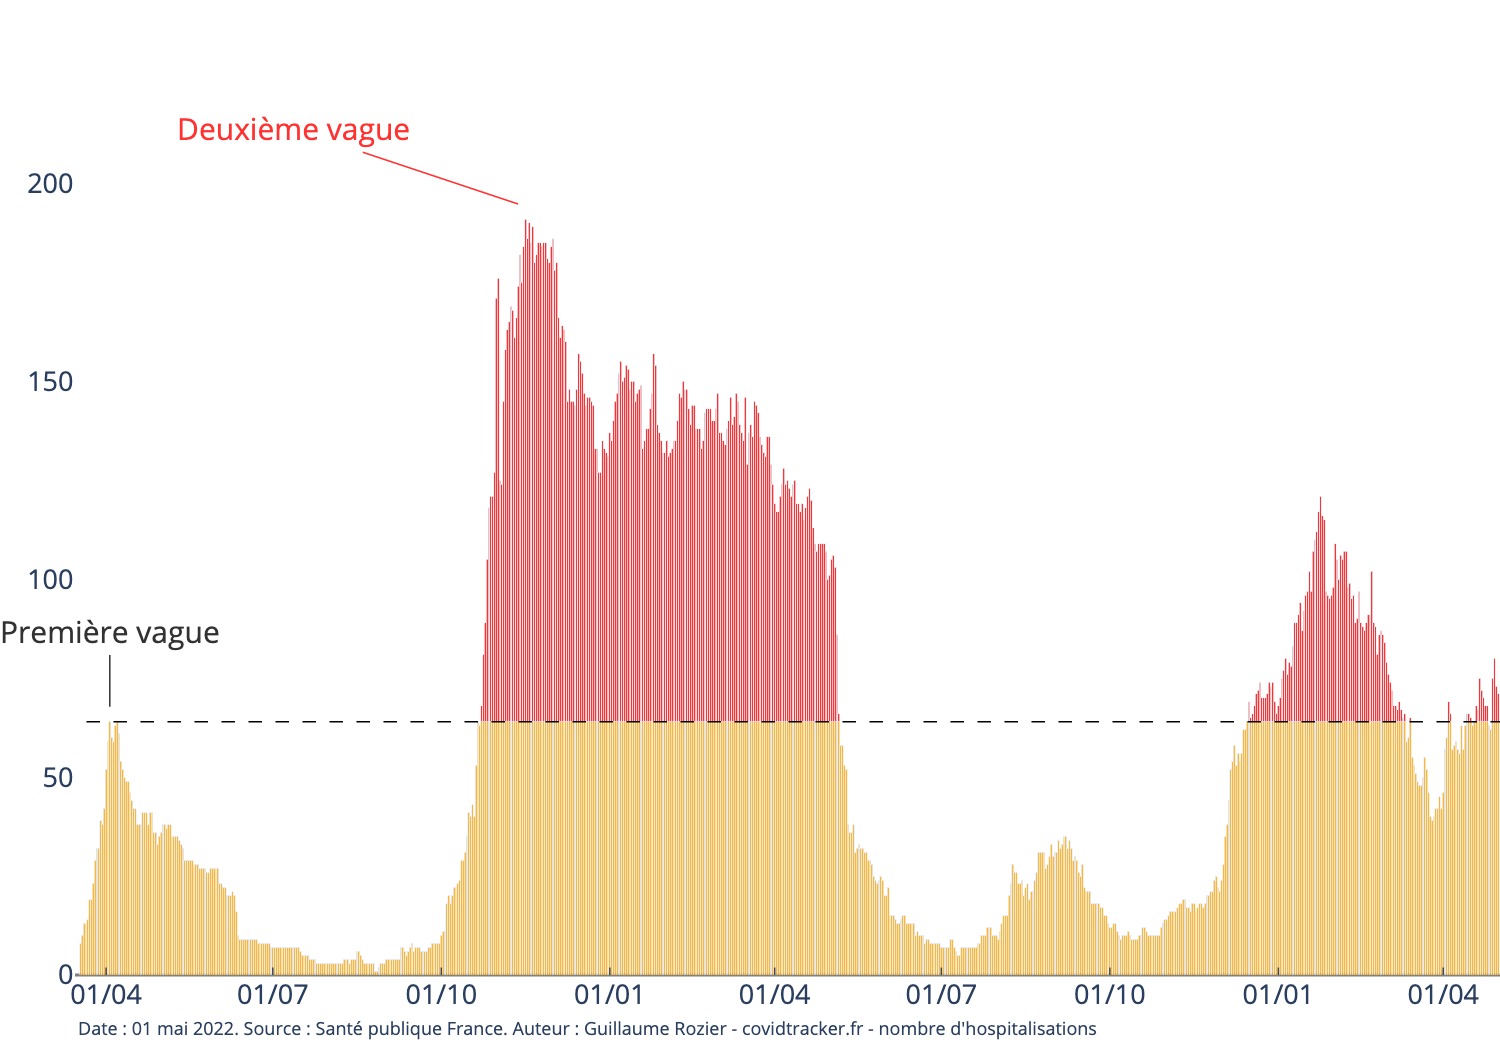 Deuxième vague
200
150
100
Première vague
50
0
01/04 01/07 01/10 01/01 01/04 01/07 01/10 01/01 01/04
Date : 01 mai 2022. Source : Santé publique France. Auteur : Guillaume Rozier - covidtracker.fr - nombre d'hospitalisations